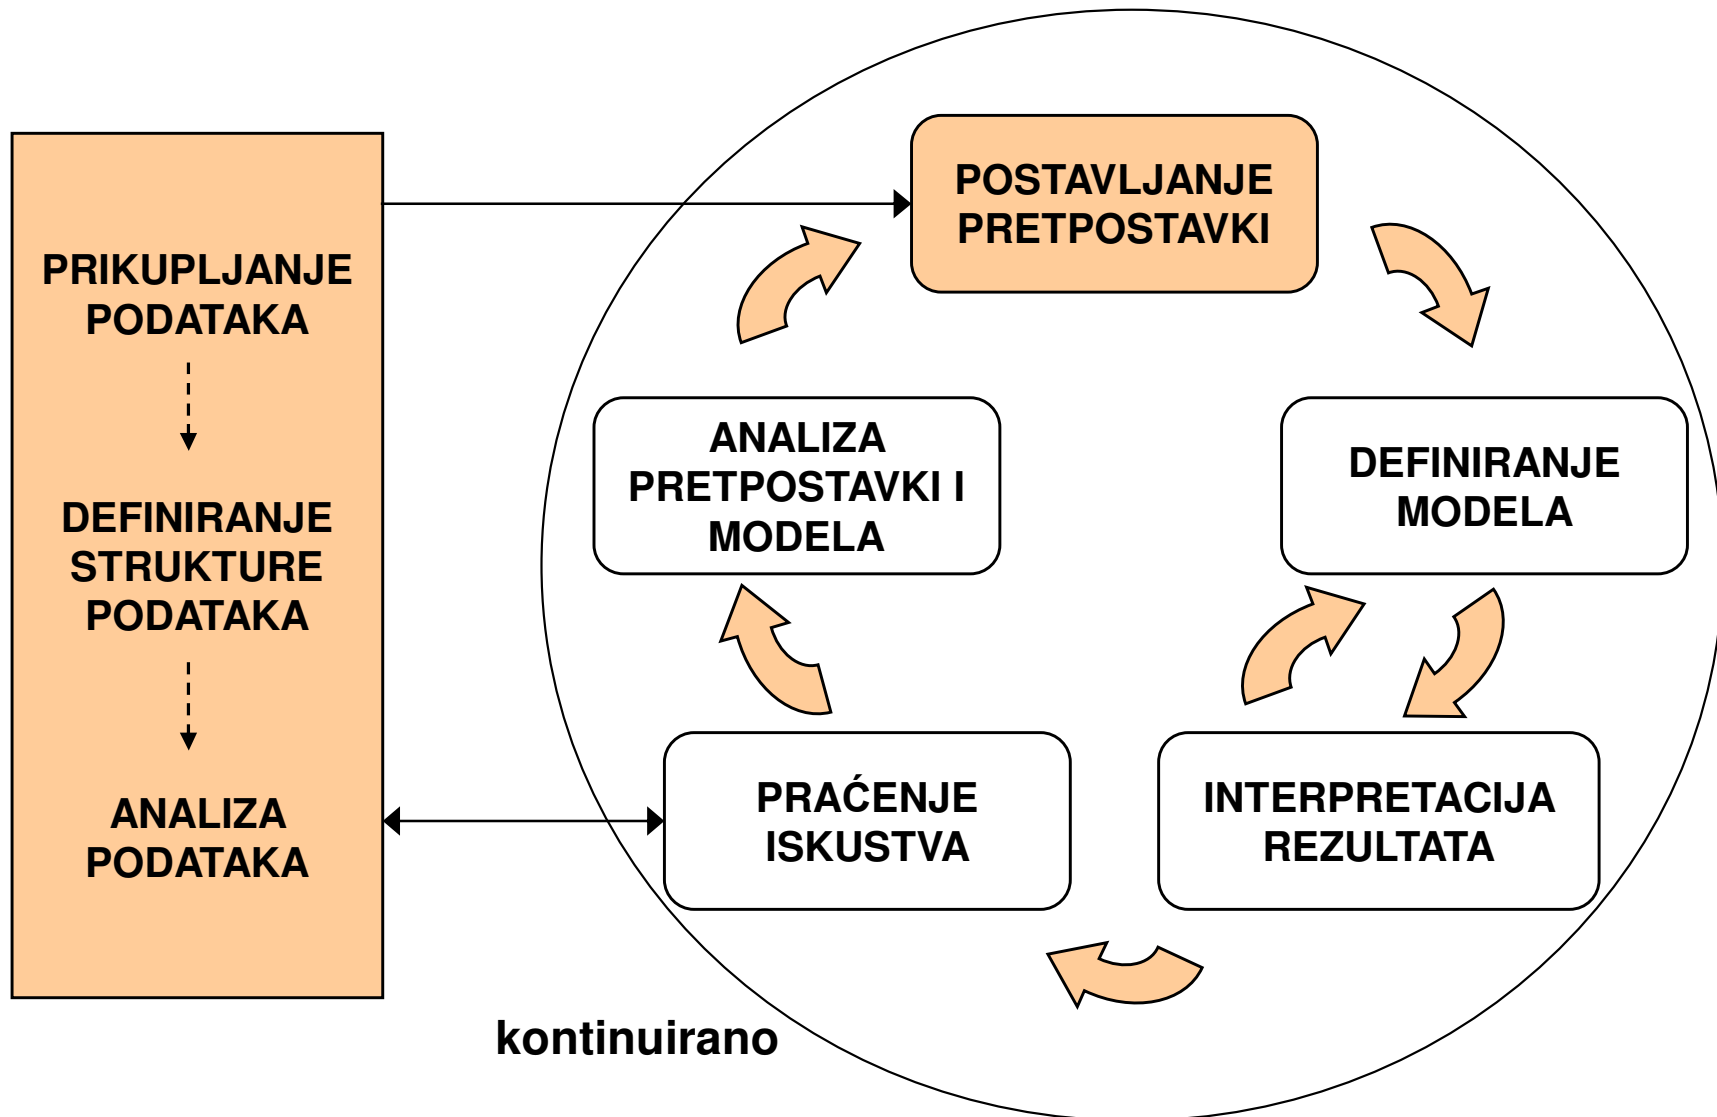 PRIKUPLJANJE
PODATAKA
DEFINIRANJE
STRUKTURE
PODATAKA
ANALIZA
PODATAKA
POSTAVLJANJE
PRETPOSTAVKI
ANALIZA
PRETPOSTAVKI I
MODELA
DEFINIRANJE
MODELA
PRAĆENJE
ISKUSTVA
INTERPRETACIJA
REZULTATA
kontinuirano